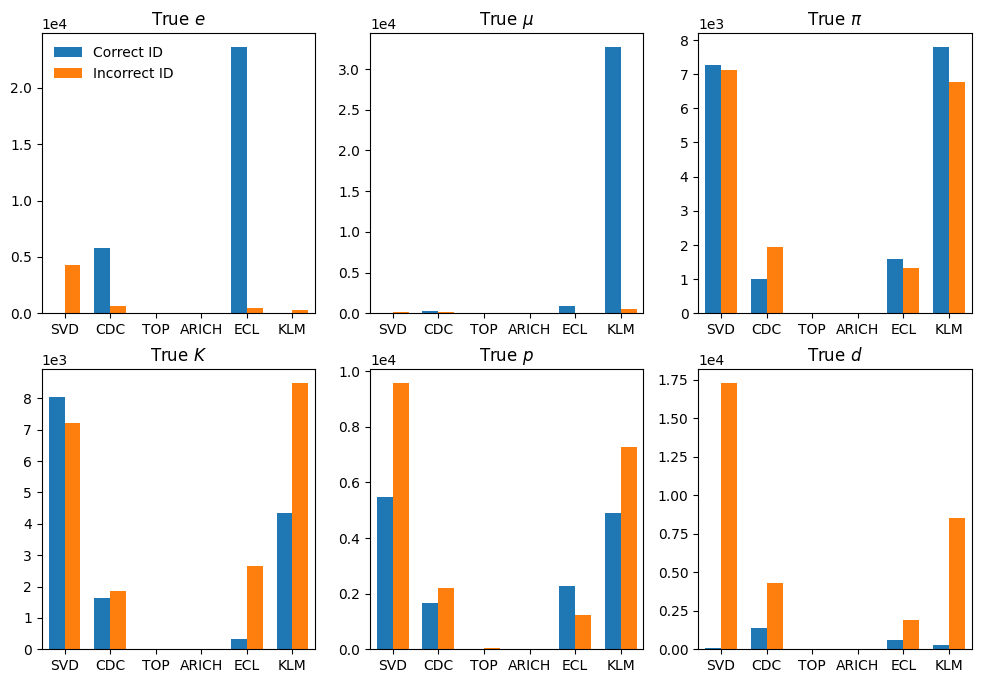 True e
1e4
Correct ID
Incorrect ID
2.0
1.5
1.0
0.5
0.0
SVD CDC TOP ARICH ECL KLM
True μ
1e4
3.0
2.0
1.0
0.5
0.0
SVD CDC TOP ARICH ECL KLM
True π
1e3
8
7
6
5
4
3
2
1
0
SVD CDC TOP ARICH ECL KLM
True K
1e3
8
7
6
5
4
3
2
1
0
SVD CDC TOP ARICH ECL KLM
True p
1e4
1.0
0.8
0.6
0.4
0.2
0.0
SVD CDC TOP ARICH ECL KLM
True d
1e4
1.75
1.50
1.25
1.00
0.75
0.50
0.25
0.00
SVD CDC TOP ARICH ECL KLM